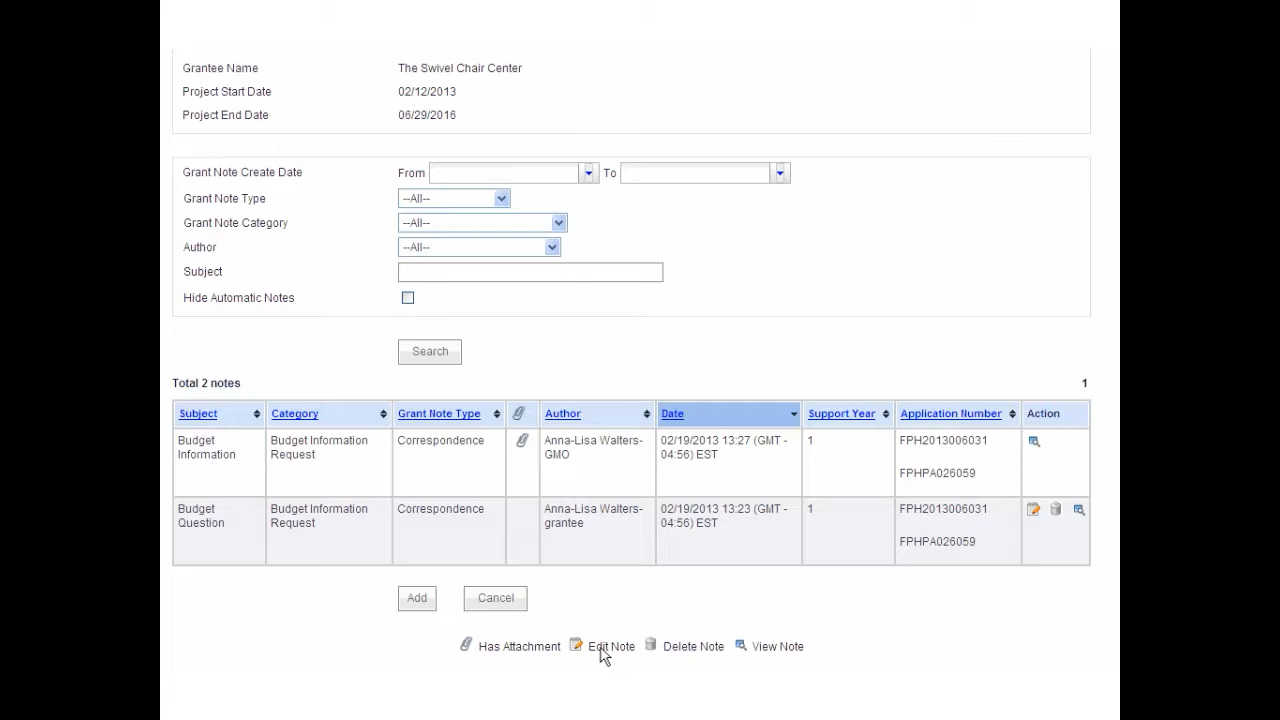 Grantee Name The Swivel Chair Center
Project Start Date 02/12/2013
Project End Date 06/29/2016
Grant Note Create Date From To
Grant Note Type --All--
Grant Note Category --All--
Author --All--
Subject
Hide Automatic Notes
Search
Total 2 notes 1
Subject Category Grant Note Type Author Date Support Year Application Number Action
Budget Budget Information Correspondence Anna-Lisa Walters- 02/19/2013 13:27 (GMT - 1 FPH2013006031
Information Request GMO 04:56) EST
FPHPA026059
Budget Budget Information Correspondence Anna-Lisa Walters- 02/19/2013 13:23 (GMT - 1 FPH2013006031
Question Request grantee 04:56) EST
FPHPA026059
Add Cancel
Has Attachment Edit Note Delete Note View Note